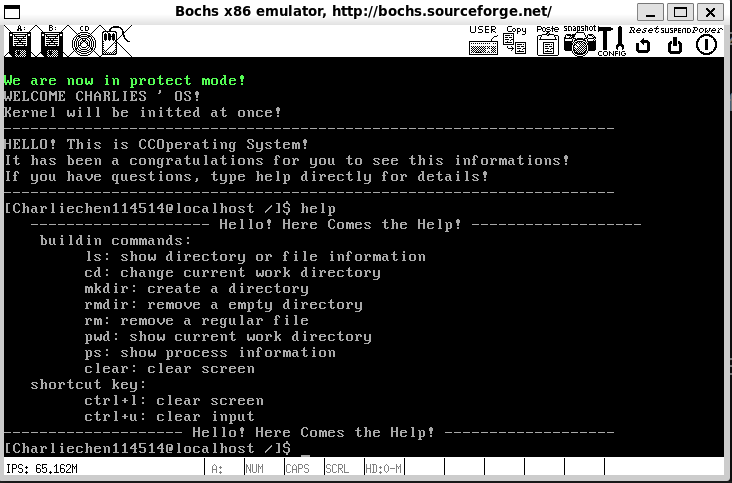 Bochs x86 emulator, http://bochs.sourceforge.net/
A: B: CD USER Copy Paste snapshot CONFIG Reset SUSPEND Power
We are now in protect mode!
WELCOME CHARLIES ' OS!
Kernel will be initted at once!
--------------------------------------------------------------------
HELLO! This is CCOperating System!
It has been a congratulations for you to see this informations!
If you have questions, type help directly for details!
--------------------------------------------------------------------
[Charliechen114514@localhost /]$ help
-------------------- Hello! Here Comes the Help! -------------------
buildin commands:
ls: show directory or file information
cd: change current work directory
mkdir: create a directory
rmdir: remove a empty directory
rm: remove a regular file
pwd: show current work directory
ps: show process information
clear: clear screen
shortcut key:
ctrl+l: clear screen
ctrl+u: clear input
-------------------- Hello! Here Comes the Help! -------------------
[Charliechen114514@localhost /]$ _
IPS: 65.162M A: NUM CAPS SCRL HD:0-M